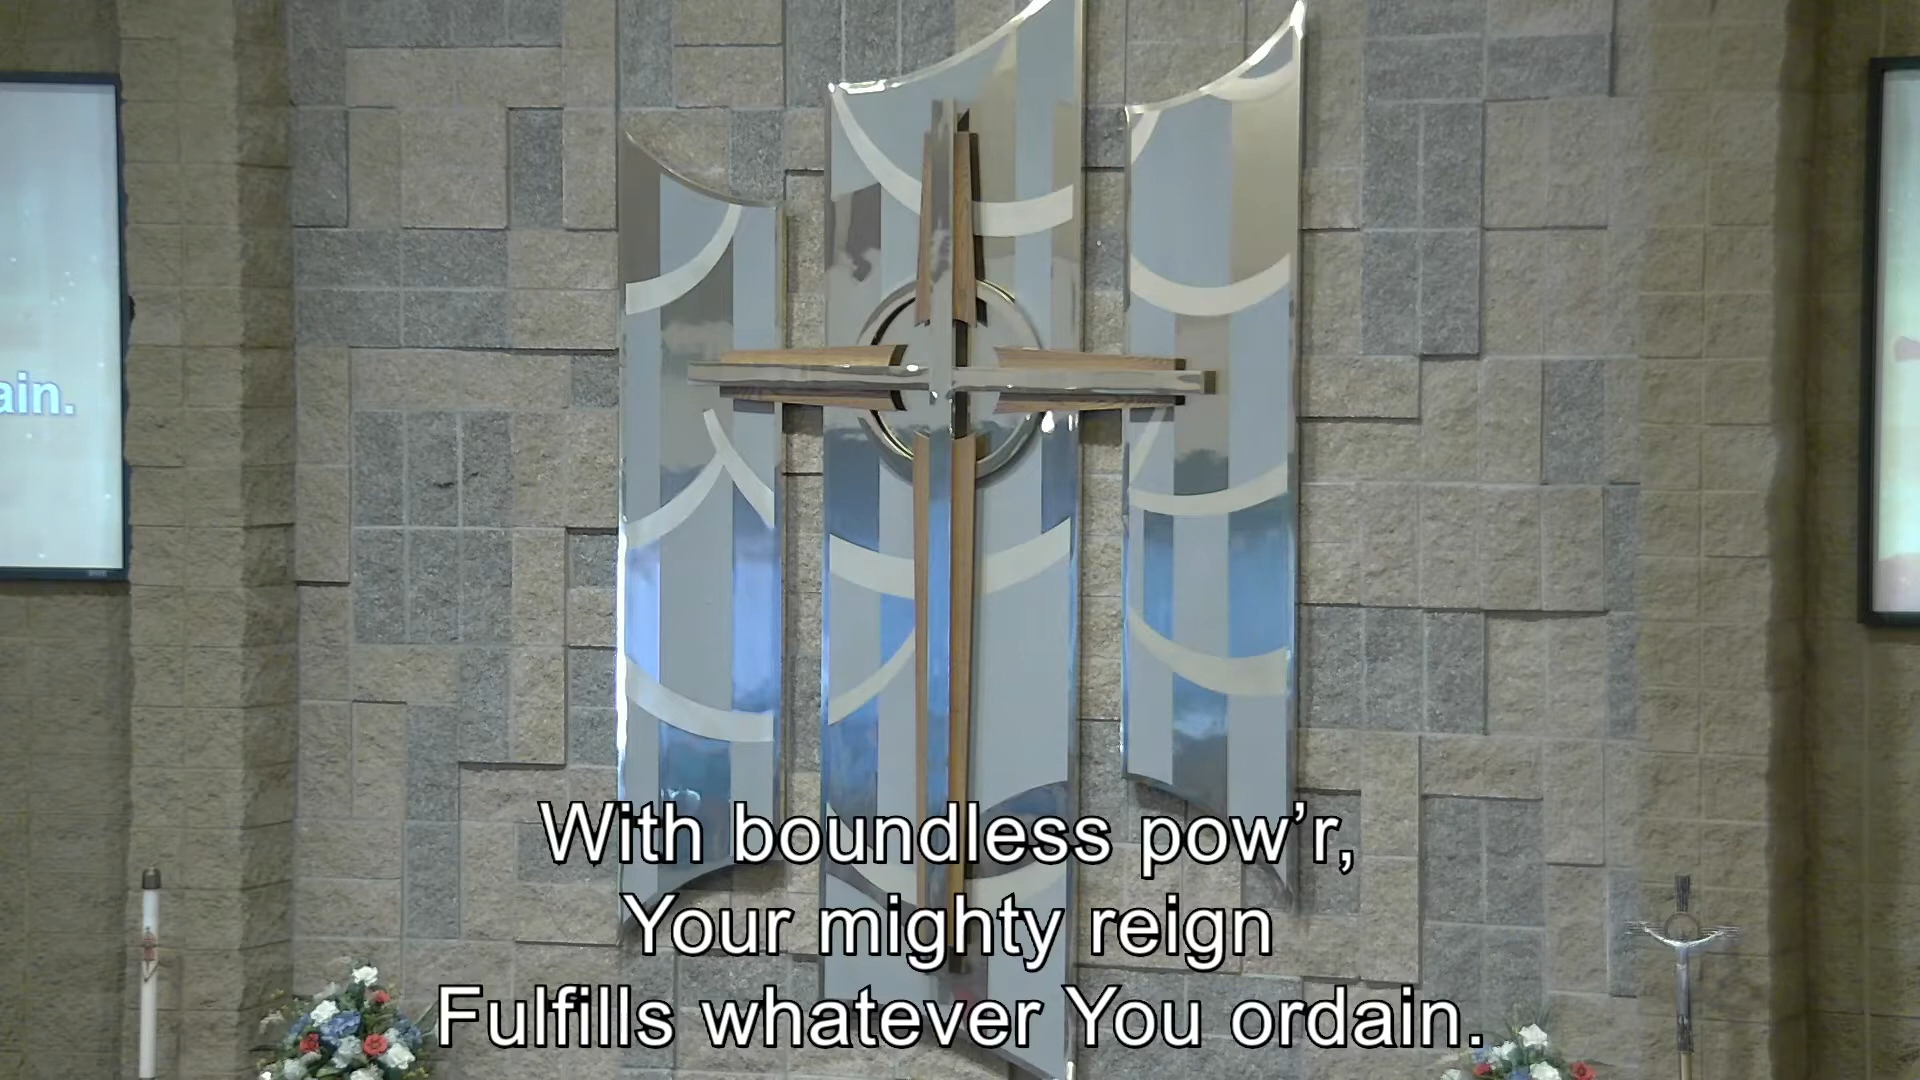 ain.
With boundless pow’r,
Your mighty reign
Fulfills whatever You ordain.